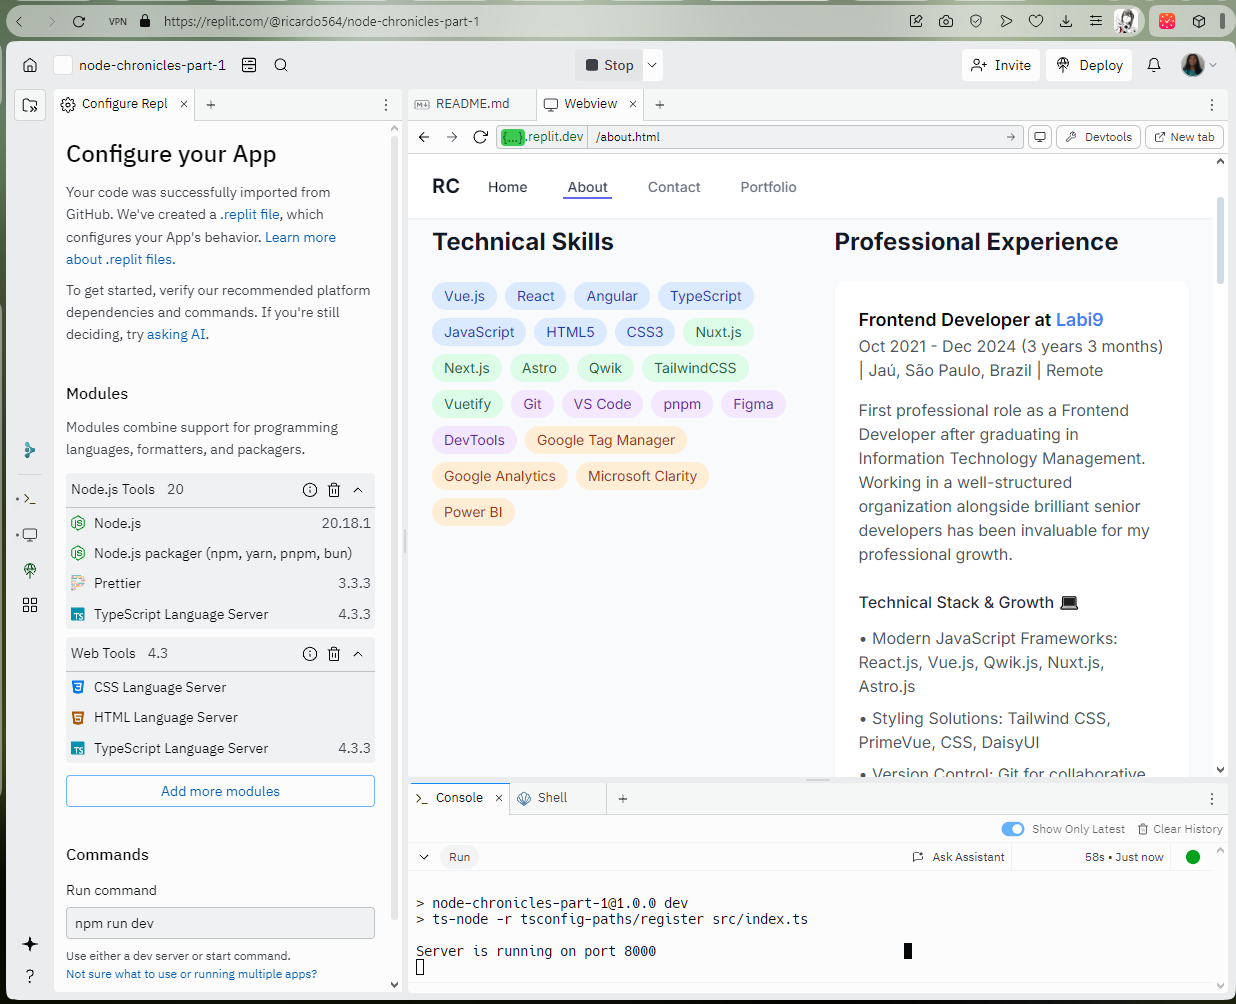 VPN https://replit.com/@ricardo564/node-chronicles-part-1
node-chronicles-part-1
Stop
Invite
Deploy
Configure Repl
Configure your App
Your code was successfully imported from
GitHub. We've created a .replit file, which
configures your App's behavior. Learn more
about .replit files.
To get started, verify our recommended platform
dependencies and commands. If you're still
deciding, try asking AI.
Modules
Modules combine support for programming
languages, formatters, and packagers.
Node.js Tools 20
Node.js 20.18.1
Node.js packager (npm, yarn, pnpm, bun)
Prettier 3.3.3
TypeScript Language Server 4.3.3
Web Tools 4.3
CSS Language Server
HTML Language Server
TypeScript Language Server 4.3.3
Add more modules
Commands
Run command
npm run dev
Use either a dev server or start command.
Not sure what to use or running multiple apps?
README.md
Webview
{...}.replit.dev /about.html
Devtools
New tab
RC Home About Contact Portfolio
Technical Skills
Vue.js React Angular TypeScript
JavaScript HTML5 CSS3 Nuxt.js
Next.js Astro Qwik TailwindCSS
Vuetify Git VS Code pnpm Figma
DevTools Google Tag Manager
Google Analytics Microsoft Clarity
Power BI
Professional Experience
Frontend Developer at Labi9
Oct 2021 - Dec 2024 (3 years 3 months)
| Jaú, São Paulo, Brazil | Remote
First professional role as a Frontend
Developer after graduating in
Information Technology Management.
Working in a well-structured
organization alongside brilliant senior
developers has been invaluable for my
professional growth.
Technical Stack & Growth 💻
• Modern JavaScript Frameworks:
React.js, Vue.js, Qwik.js, Nuxt.js,
Astro.js
• Styling Solutions: Tailwind CSS,
PrimeVue, CSS, DaisyUI
• Version Control: Git for collaborative
Console
Shell
Show Only Latest Clear History
Run
Ask Assistant
58s • Just now
> node-chronicles-part-1@1.0.0 dev
> ts-node -r tsconfig-paths/register src/index.ts
Server is running on port 8000